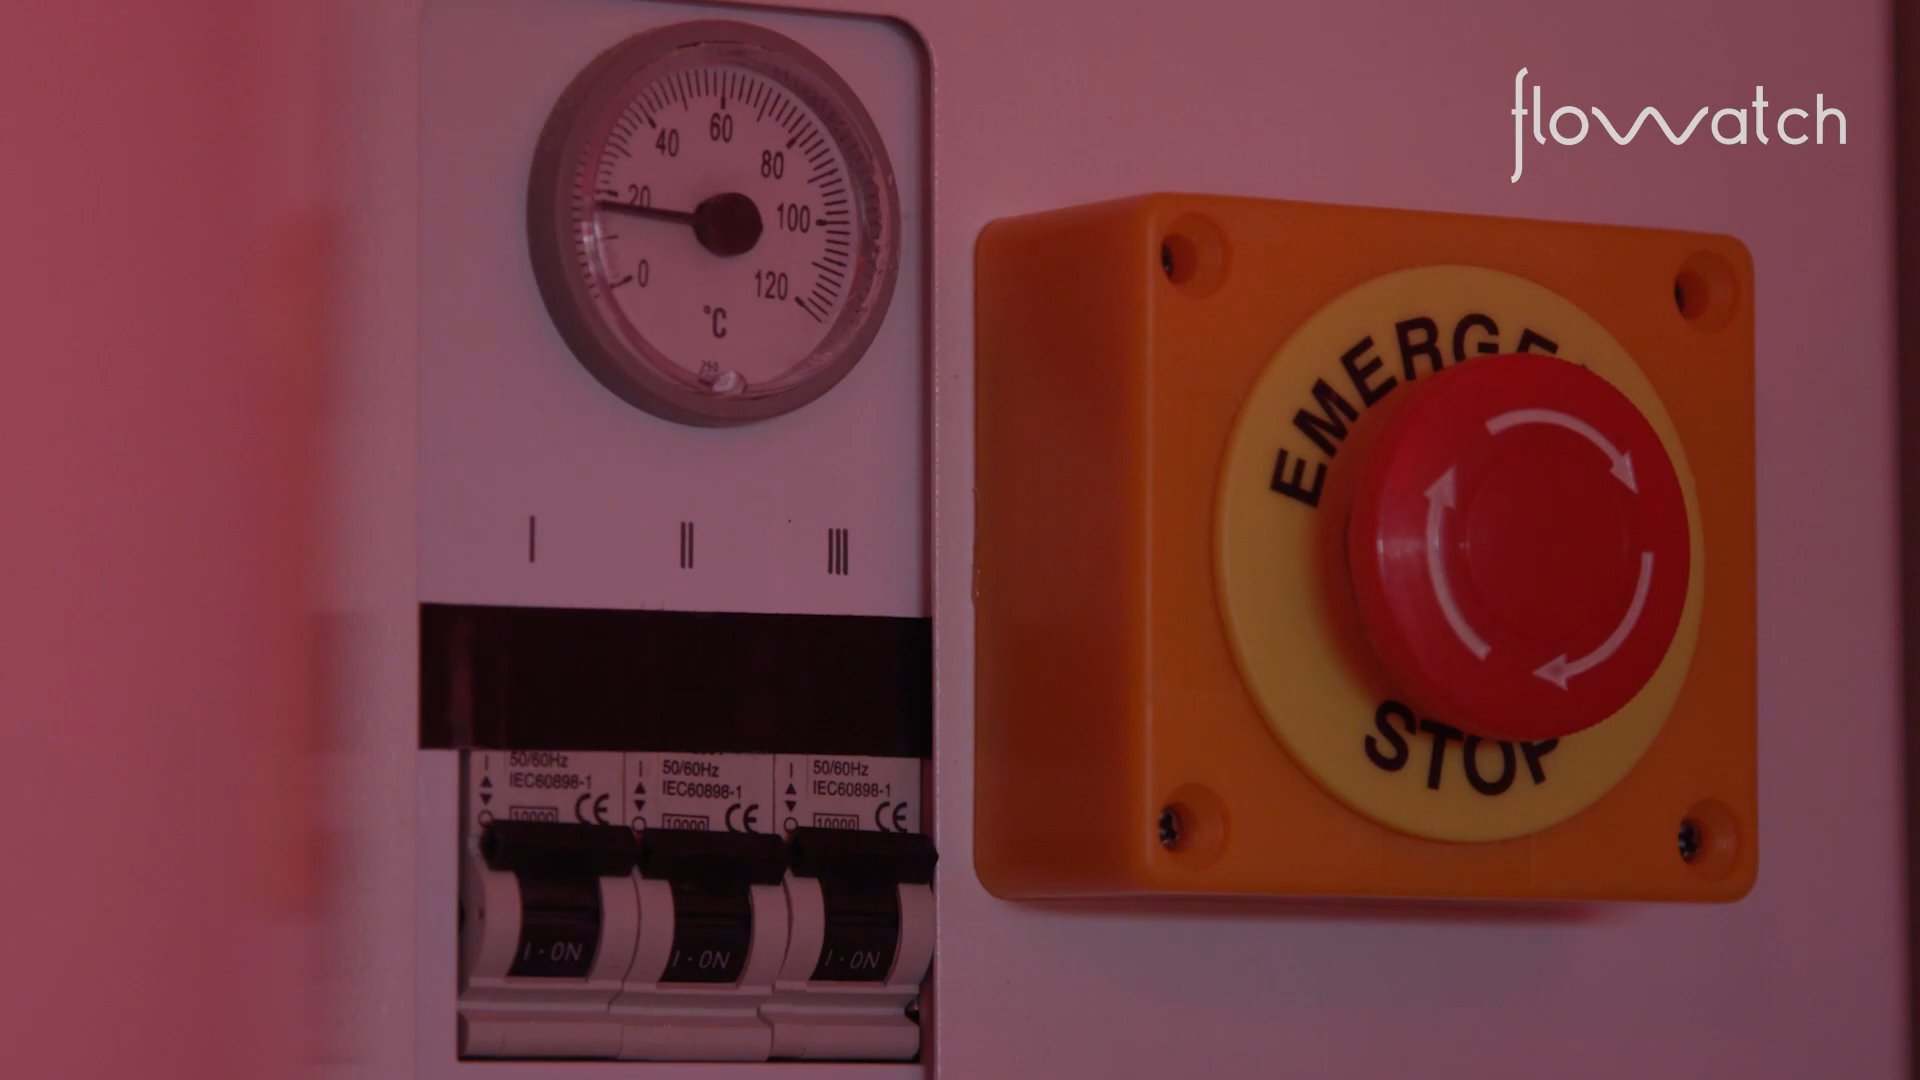 flowatch
0
20
40
60
80
100
120
°C
250
I
II
III
EMERGE
STOP
50/60Hz
IEC60898-1
10000 CE
50/60Hz
IEC60898-1
10000 CE
50/60Hz
IEC60898-1
10000 CE
I · ON
I · ON
I · ON